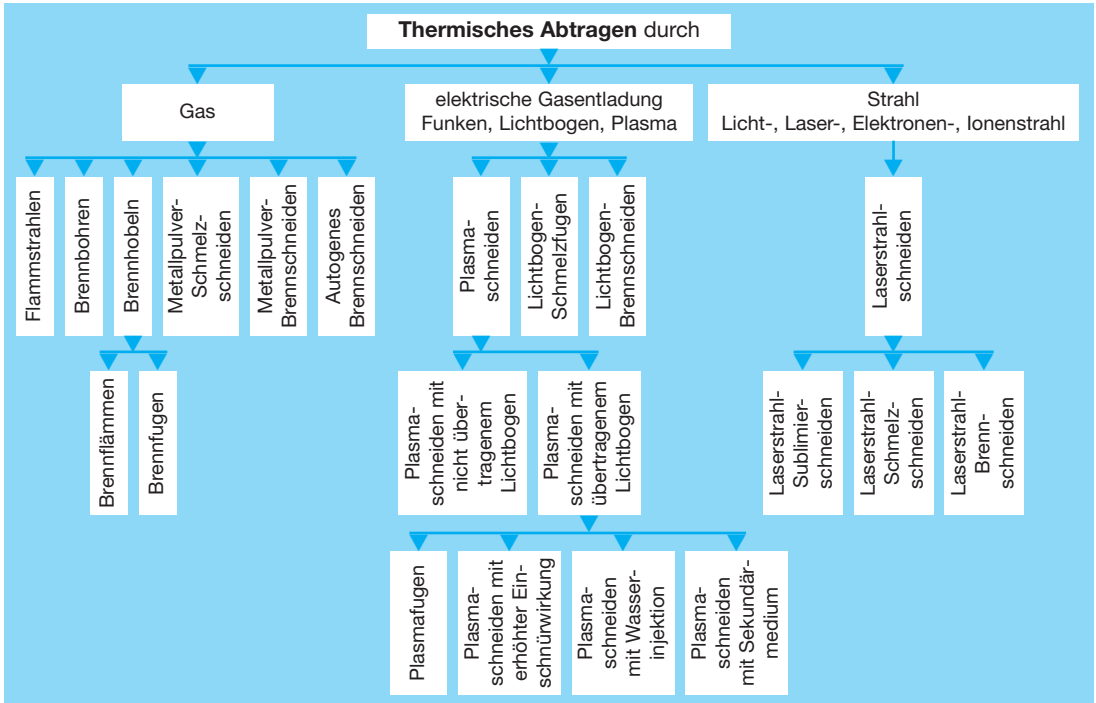 Thermisches Abtragen durch
Gas
elektrische Gasentladung
Funken, Lichtbogen, Plasma
Strahl
Licht-, Laser-, Elektronen-, Ionenstrahl
Flammstrahlen
Brennbohren
Brennhobeln
Metallpulver-
Schmelz-
schneiden
Metallpulver-
Brennschneiden
Autogenes
Brennschneiden
Plasma-
schneiden
Lichtbogen-
Schmelzfugen
Lichtbogen-
Brennschneiden
Laserstrahl-
schneiden
Brennflämmen
Brennfugen
Plasma-
schneiden mit
nicht über-
tragenem
Lichtbogen
Plasma-
schneiden mit
übertragenem
Lichtbogen
Laserstrahl-
Sublimier-
schneiden
Laserstrahl-
Schmelz-
schneiden
Laserstrahl-
Brenn-
schneiden
Plasmafugen
Plasma-
schneiden mit
erhöhter Ein-
schnürwirkung
Plasma-
schneiden
mit Wasser-
injektion
Plasma-
schneiden
mit Sekundär-
medium